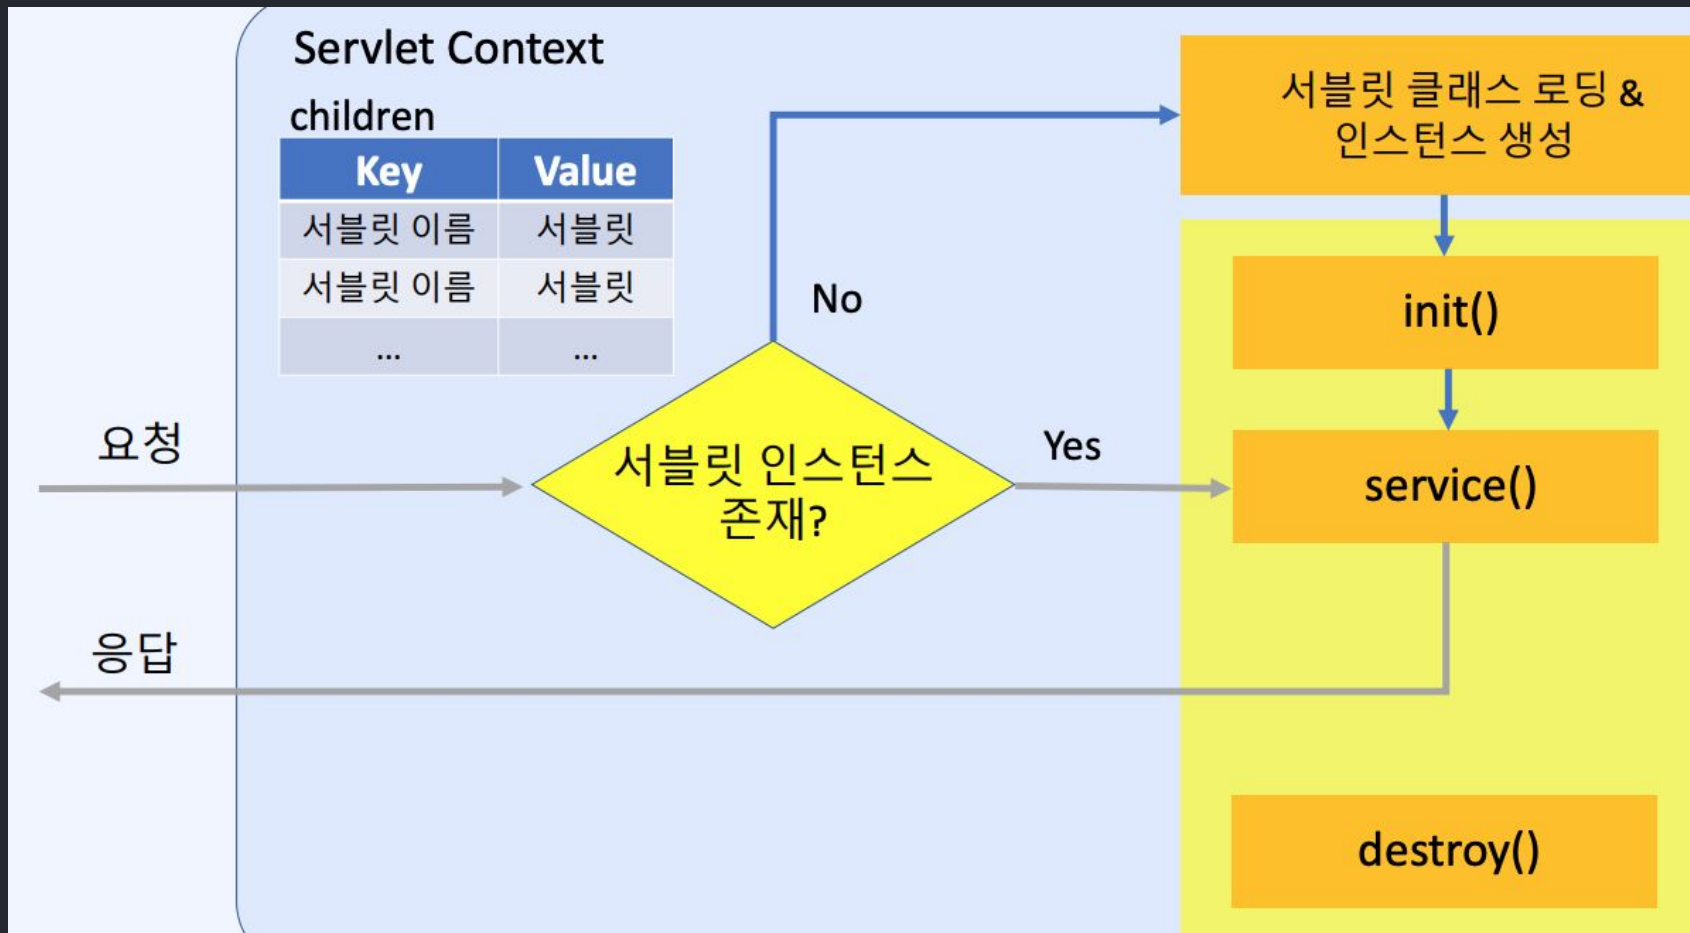 Servlet Context
children
Key Value
서블릿 이름 서블릿
서블릿 이름 서블릿
... ...
서블릿 클래스 로딩 &
인스턴스 생성
No
init()
요청
서블릿 인스턴스
존재?
Yes
service()
응답
destroy()